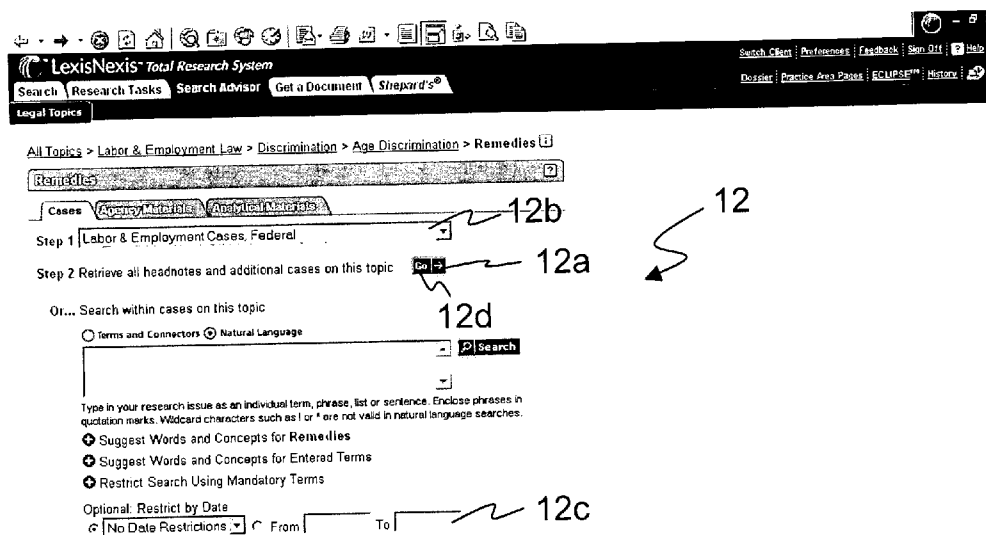 Switch Client Preferences Feedback Sign Off ? Help
LexisNexis™ Total Research System
Dossier Practice Area Pages ECLIPSE™ History
Search Research Tasks Search Advisor Get a Document Shepard's®
Legal Topics
All Topics > Labor & Employment Law > Discrimination > Age Discrimination > Remedies i
Remedies ?
Cases Agency Materials Analytical Materials
12b
12
Step 1 Labor & Employment Cases, Federal
Step 2 Retrieve all headnotes and additional cases on this topic Go
12a
Or... Search within cases on this topic
12d
Terms and Connectors Natural Language
Search
Type in your research issue as an individual term, phrase, list or sentence. Enclose phrases in
quotation marks. Wildcard characters such as ! or * are not valid in natural language searches.
Suggest Words and Concepts for Remedies
Suggest Words and Concepts for Entered Terms
Restrict Search Using Mandatory Terms
Optional: Restrict by Date
12c
No Date Restrictions From To